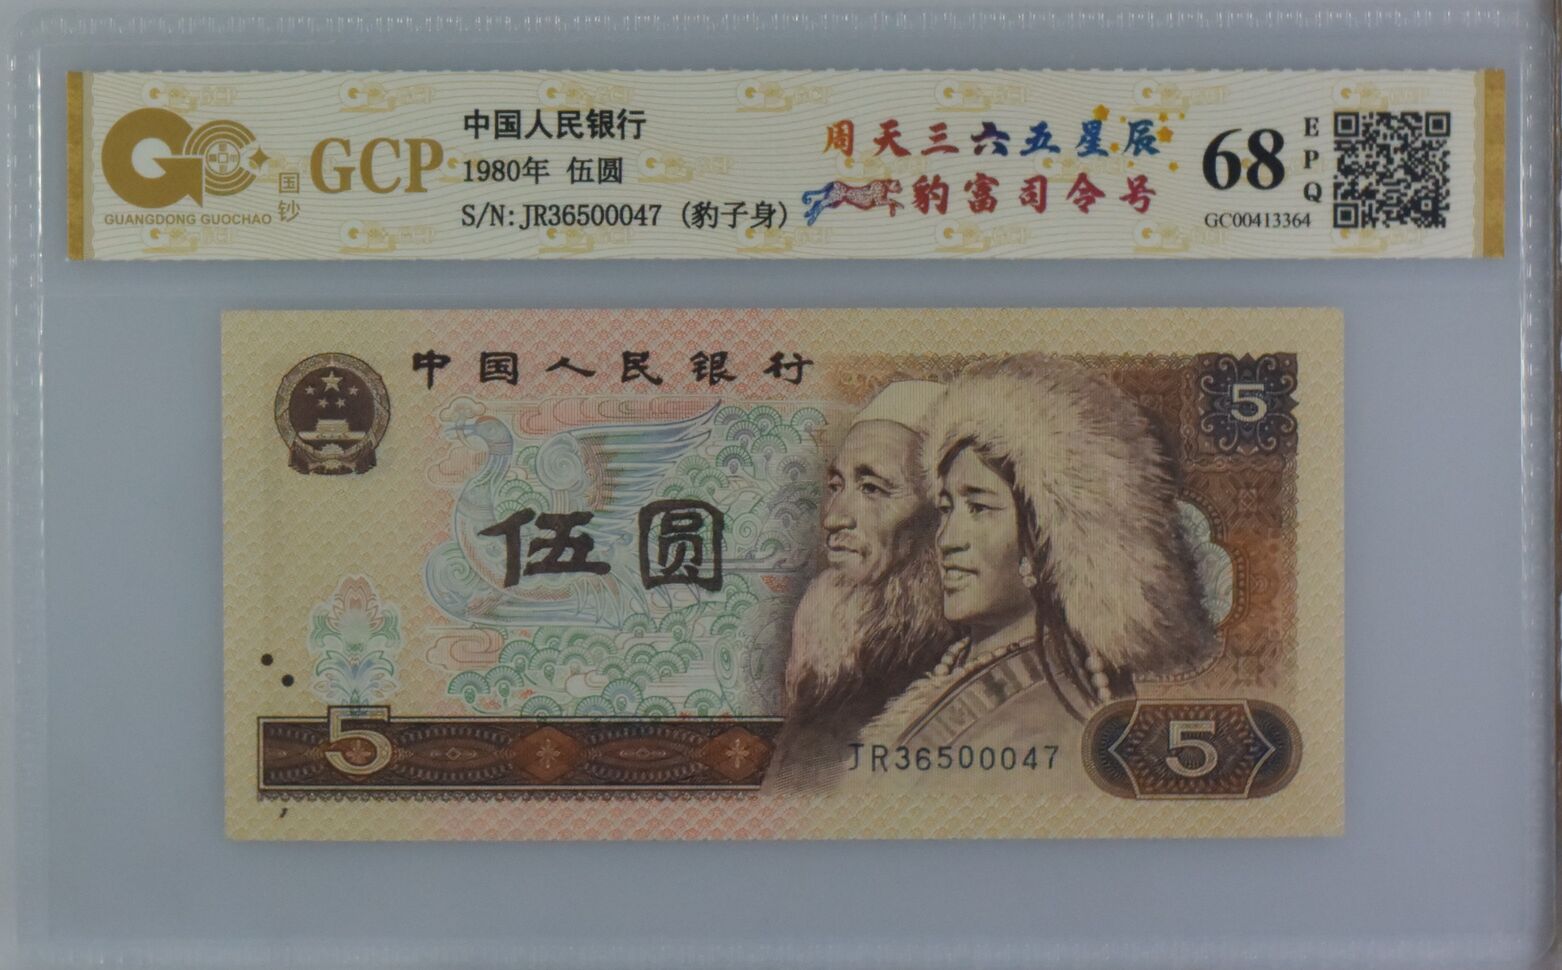 GCP
国钞
GUANGDONG GUOCHAO
中国人民银行
1980年 伍圆
S/N: JR36500047 (豹子身)
周天三六五星辰
豹富司令号
68
EPQ
GC00413364
中国人民银行
5
伍圆
5
JR36500047
5